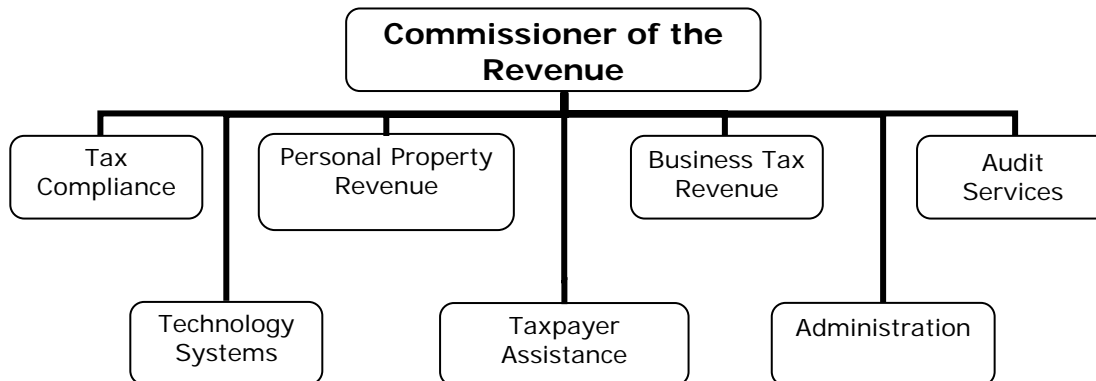 Commissioner of the
Revenue
Tax
Compliance
Personal Property
Revenue
Business Tax
Revenue
Audit
Services
Technology
Systems
Taxpayer
Assistance
Administration